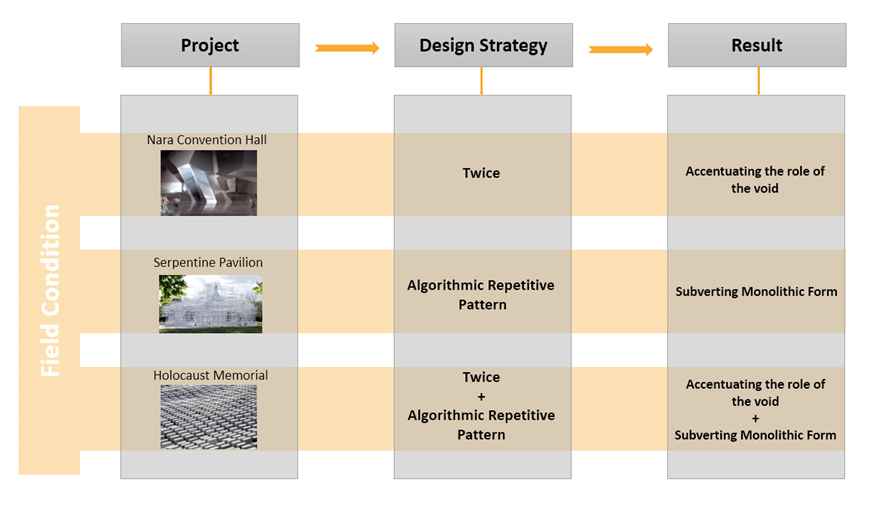 Project
Design Strategy
Result
Field Condition
Nara Convention Hall
Twice
Accentuating the role of
the void
Serpentine Pavilion
Algorithmic Repetitive
Pattern
Subverting Monolithic Form
Holocaust Memorial
Twice
+
Algorithmic Repetitive
Pattern
Accentuating the role of
the void
+
Subverting Monolithic Form